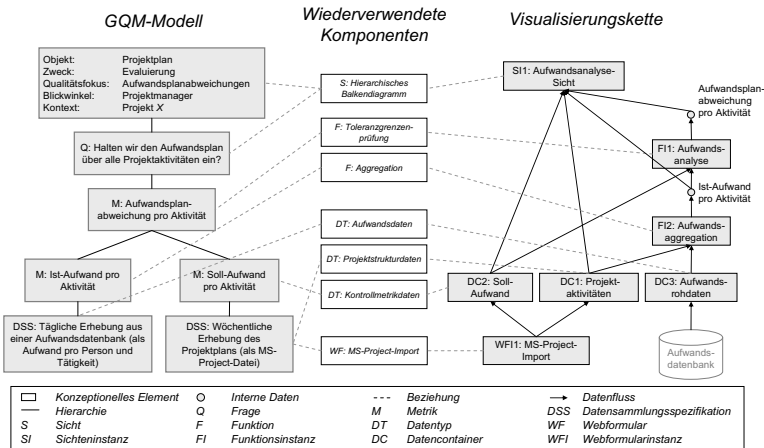 GQM-Modell
Wiederverwendete
Komponenten
Visualisierungskette
Objekt: Projektplan
Zweck: Evaluierung
Qualitätsfokus: Aufwandsplanabweichungen
Blickwinkel: Projektmanager
Kontext: Projekt X
Q: Halten wir den Aufwandsplan
über alle Projektaktivitäten ein?
M: Aufwandsplan-
abweichung pro Aktivität
M: Ist-Aufwand pro
Aktivität
M: Soll-Aufwand
pro Aktivität
DSS: Tägliche Erhebung aus
einer Aufwandsdatenbank (als
Aufwand pro Person und
Tätigkeit)
DSS: Wöchentliche
Erhebung des
Projektplans (als MS-
Project-Datei)
S: Hierarchisches
Balkendiagramm
F: Toleranzgrenzen-
prüfung
F: Aggregation
DT: Aufwandsdaten
DT: Projektstrukturdaten
DT: Kontrollmetrikdaten
WF: MS-Project-Import
SI1: Aufwandsanalyse-
Sicht
Aufwandsplan-
abweichung
pro Aktivität
FI1: Aufwands-
analyse
Ist-Aufwand
pro Aktivität
FI2: Aufwands-
aggregation
DC2: Soll-
Aufwand
DC1: Projekt-
aktivitäten
DC3: Aufwands-
rohdaten
WFI1: MS-Project-
Import
Aufwands-
datenbank
Konzeptionelles Element Interne Daten Beziehung Datenfluss
Hierarchie Q Frage M Metrik DSS Datensammlungsspezifikation
S Sicht F Funktion DT Datentyp WF Webformular
SI Sichteninstanz FI Funktionsinstanz DC Datencontainer WFI Webformularinstanz